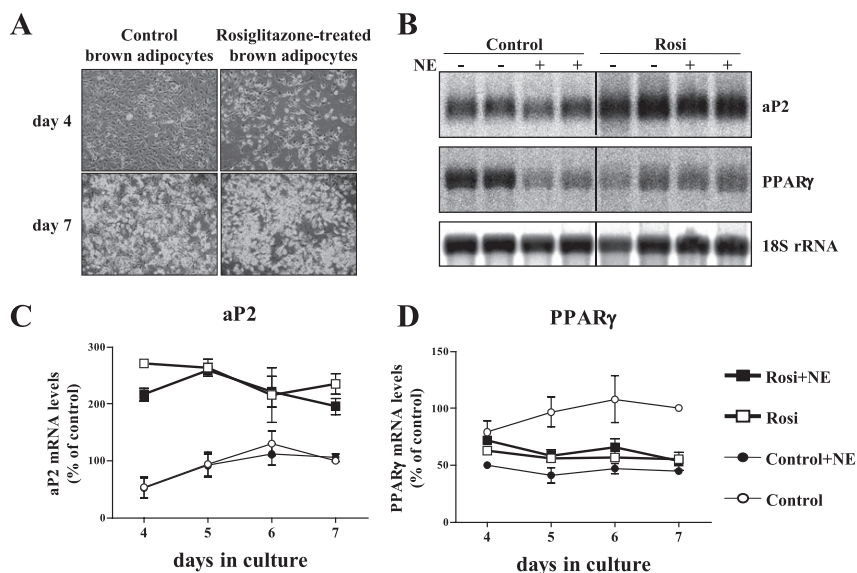 A
Control
brown adipocytes
Rosiglitazone-treated
brown adipocytes
day 4
day 7
B
Control
Rosi
NE - - + + - - + +
aP2
PPARγ
18S rRNA
C
aP2
aP2 mRNA levels
(% of control)
300
200
100
0
4 5 6 7
days in culture
D
PPARγ
PPARγ mRNA levels
(% of control)
150
100
50
0
4 5 6 7
days in culture
Rosi+NE
Rosi
Control+NE
Control